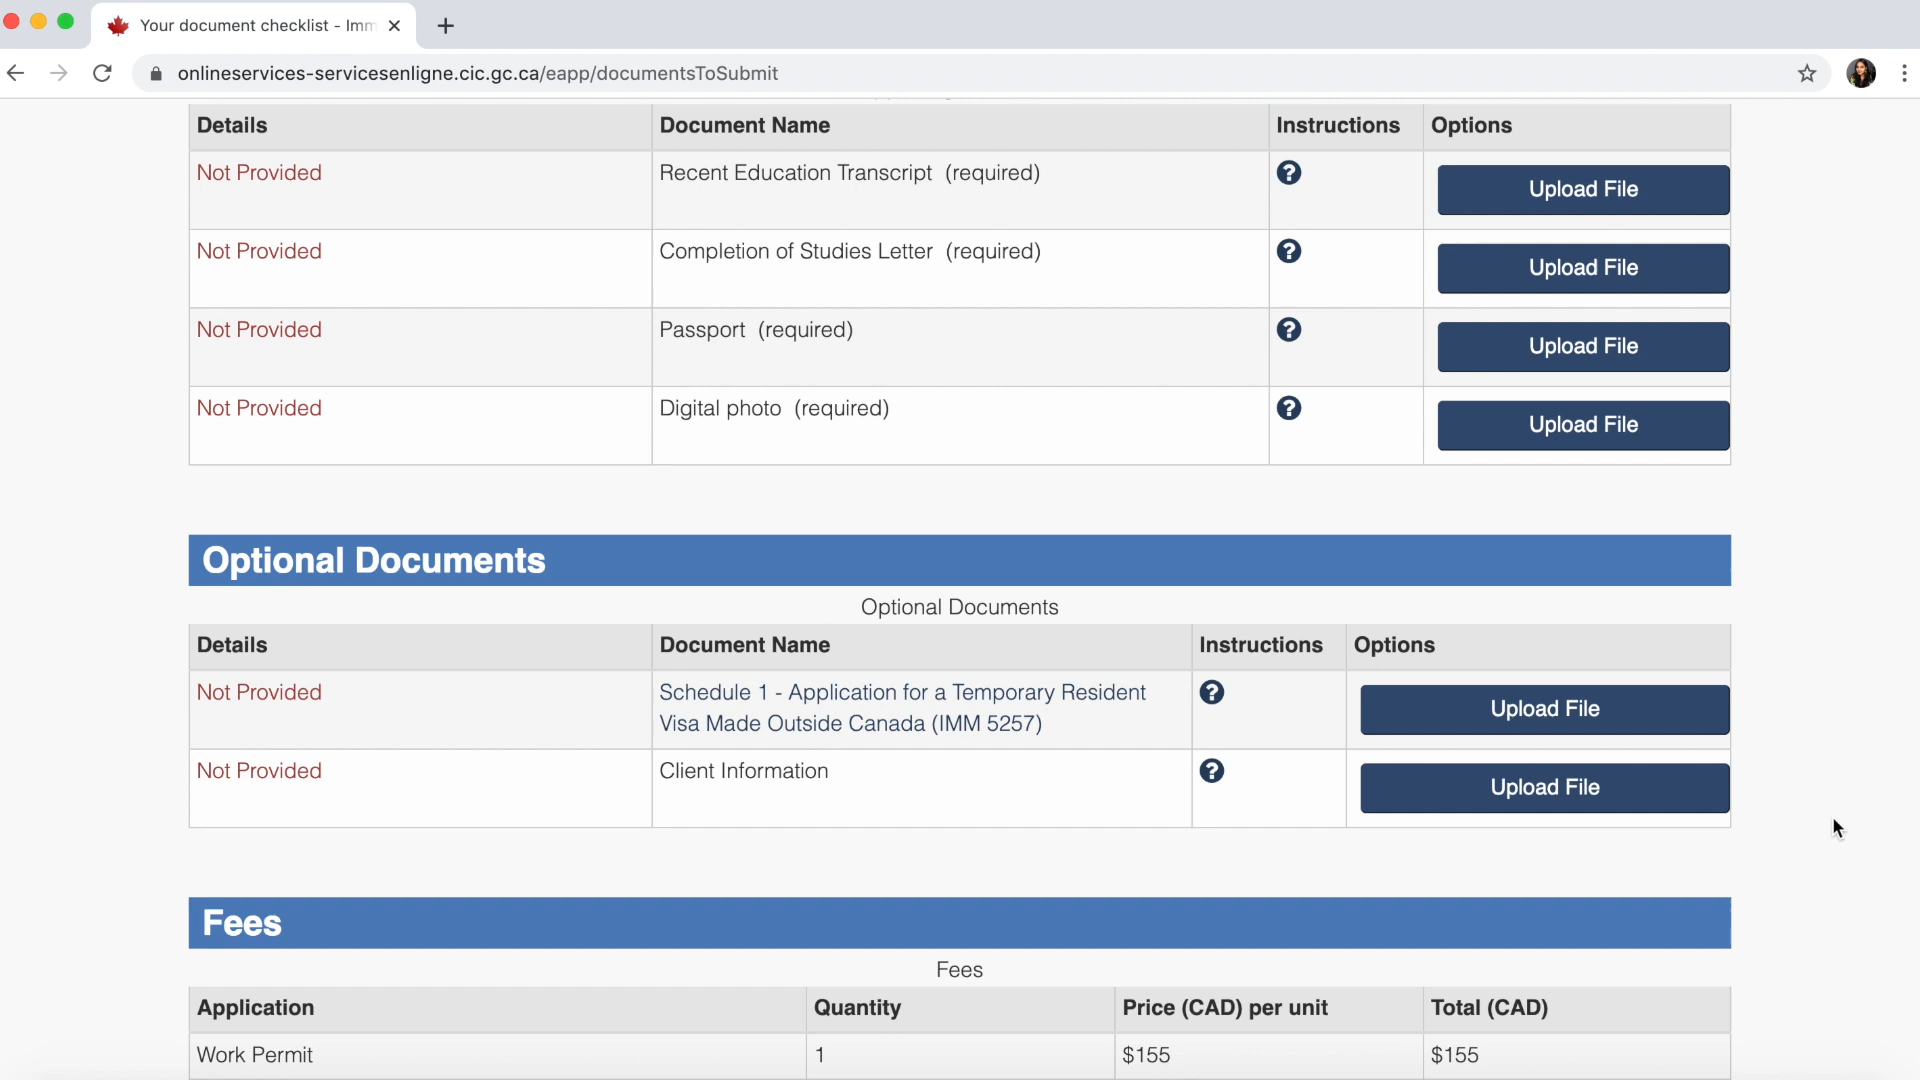 Your document checklist - Imm
onlineservices-servicesenligne.cic.gc.ca/eapp/documentsToSubmit
Details Document Name Instructions Options
Not Provided Recent Education Transcript (required) ? Upload File
Not Provided Completion of Studies Letter (required) ? Upload File
Not Provided Passport (required) ? Upload File
Not Provided Digital photo (required) ? Upload File
Optional Documents
Optional Documents
Details Document Name Instructions Options
Not Provided Schedule 1 - Application for a Temporary Resident ? Upload File
Visa Made Outside Canada (IMM 5257)
Not Provided Client Information ? Upload File
Fees
Fees
Application Quantity Price (CAD) per unit Total (CAD)
Work Permit 1 $155 $155